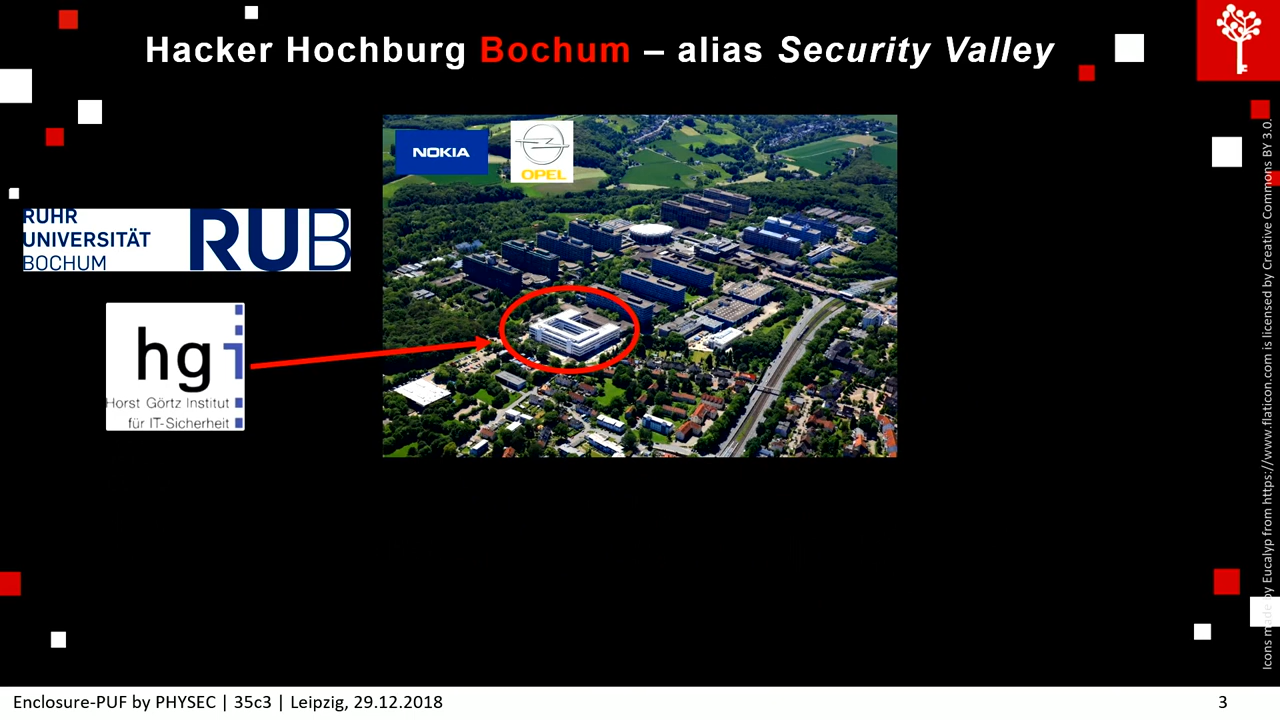 Hacker Hochburg Bochum – alias Security Valley
NOKIA
OPEL
RUHR
UNIVERSITÄT
BOCHUM
RUB
hgi
Horst Görtz Institut
für IT-Sicherheit
Icons made by Eucalyp from https://www.flaticon.com is licensed by Creative Commons BY 3.0.
Enclosure-PUF by PHYSEC | 35c3 | Leipzig, 29.12.2018
3